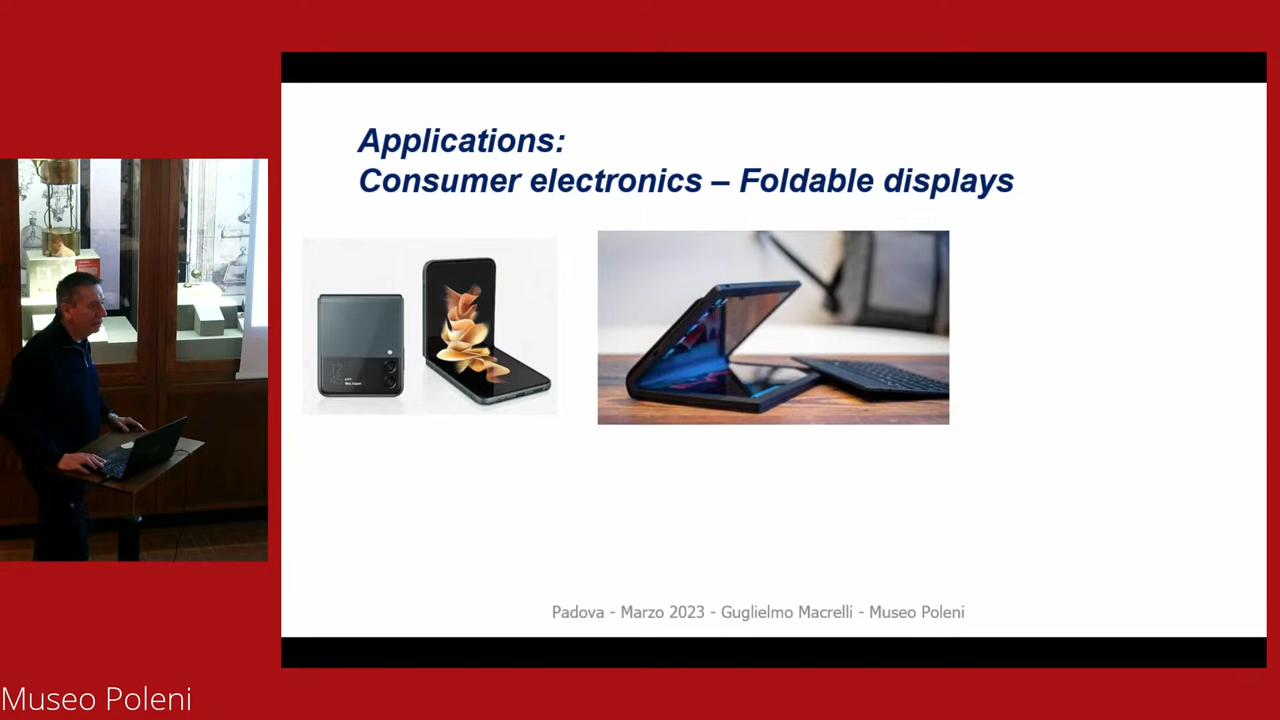 Applications:
Consumer electronics – Foldable displays
Padova - Marzo 2023 - Guglielmo Macrelli - Museo Poleni
Museo Poleni